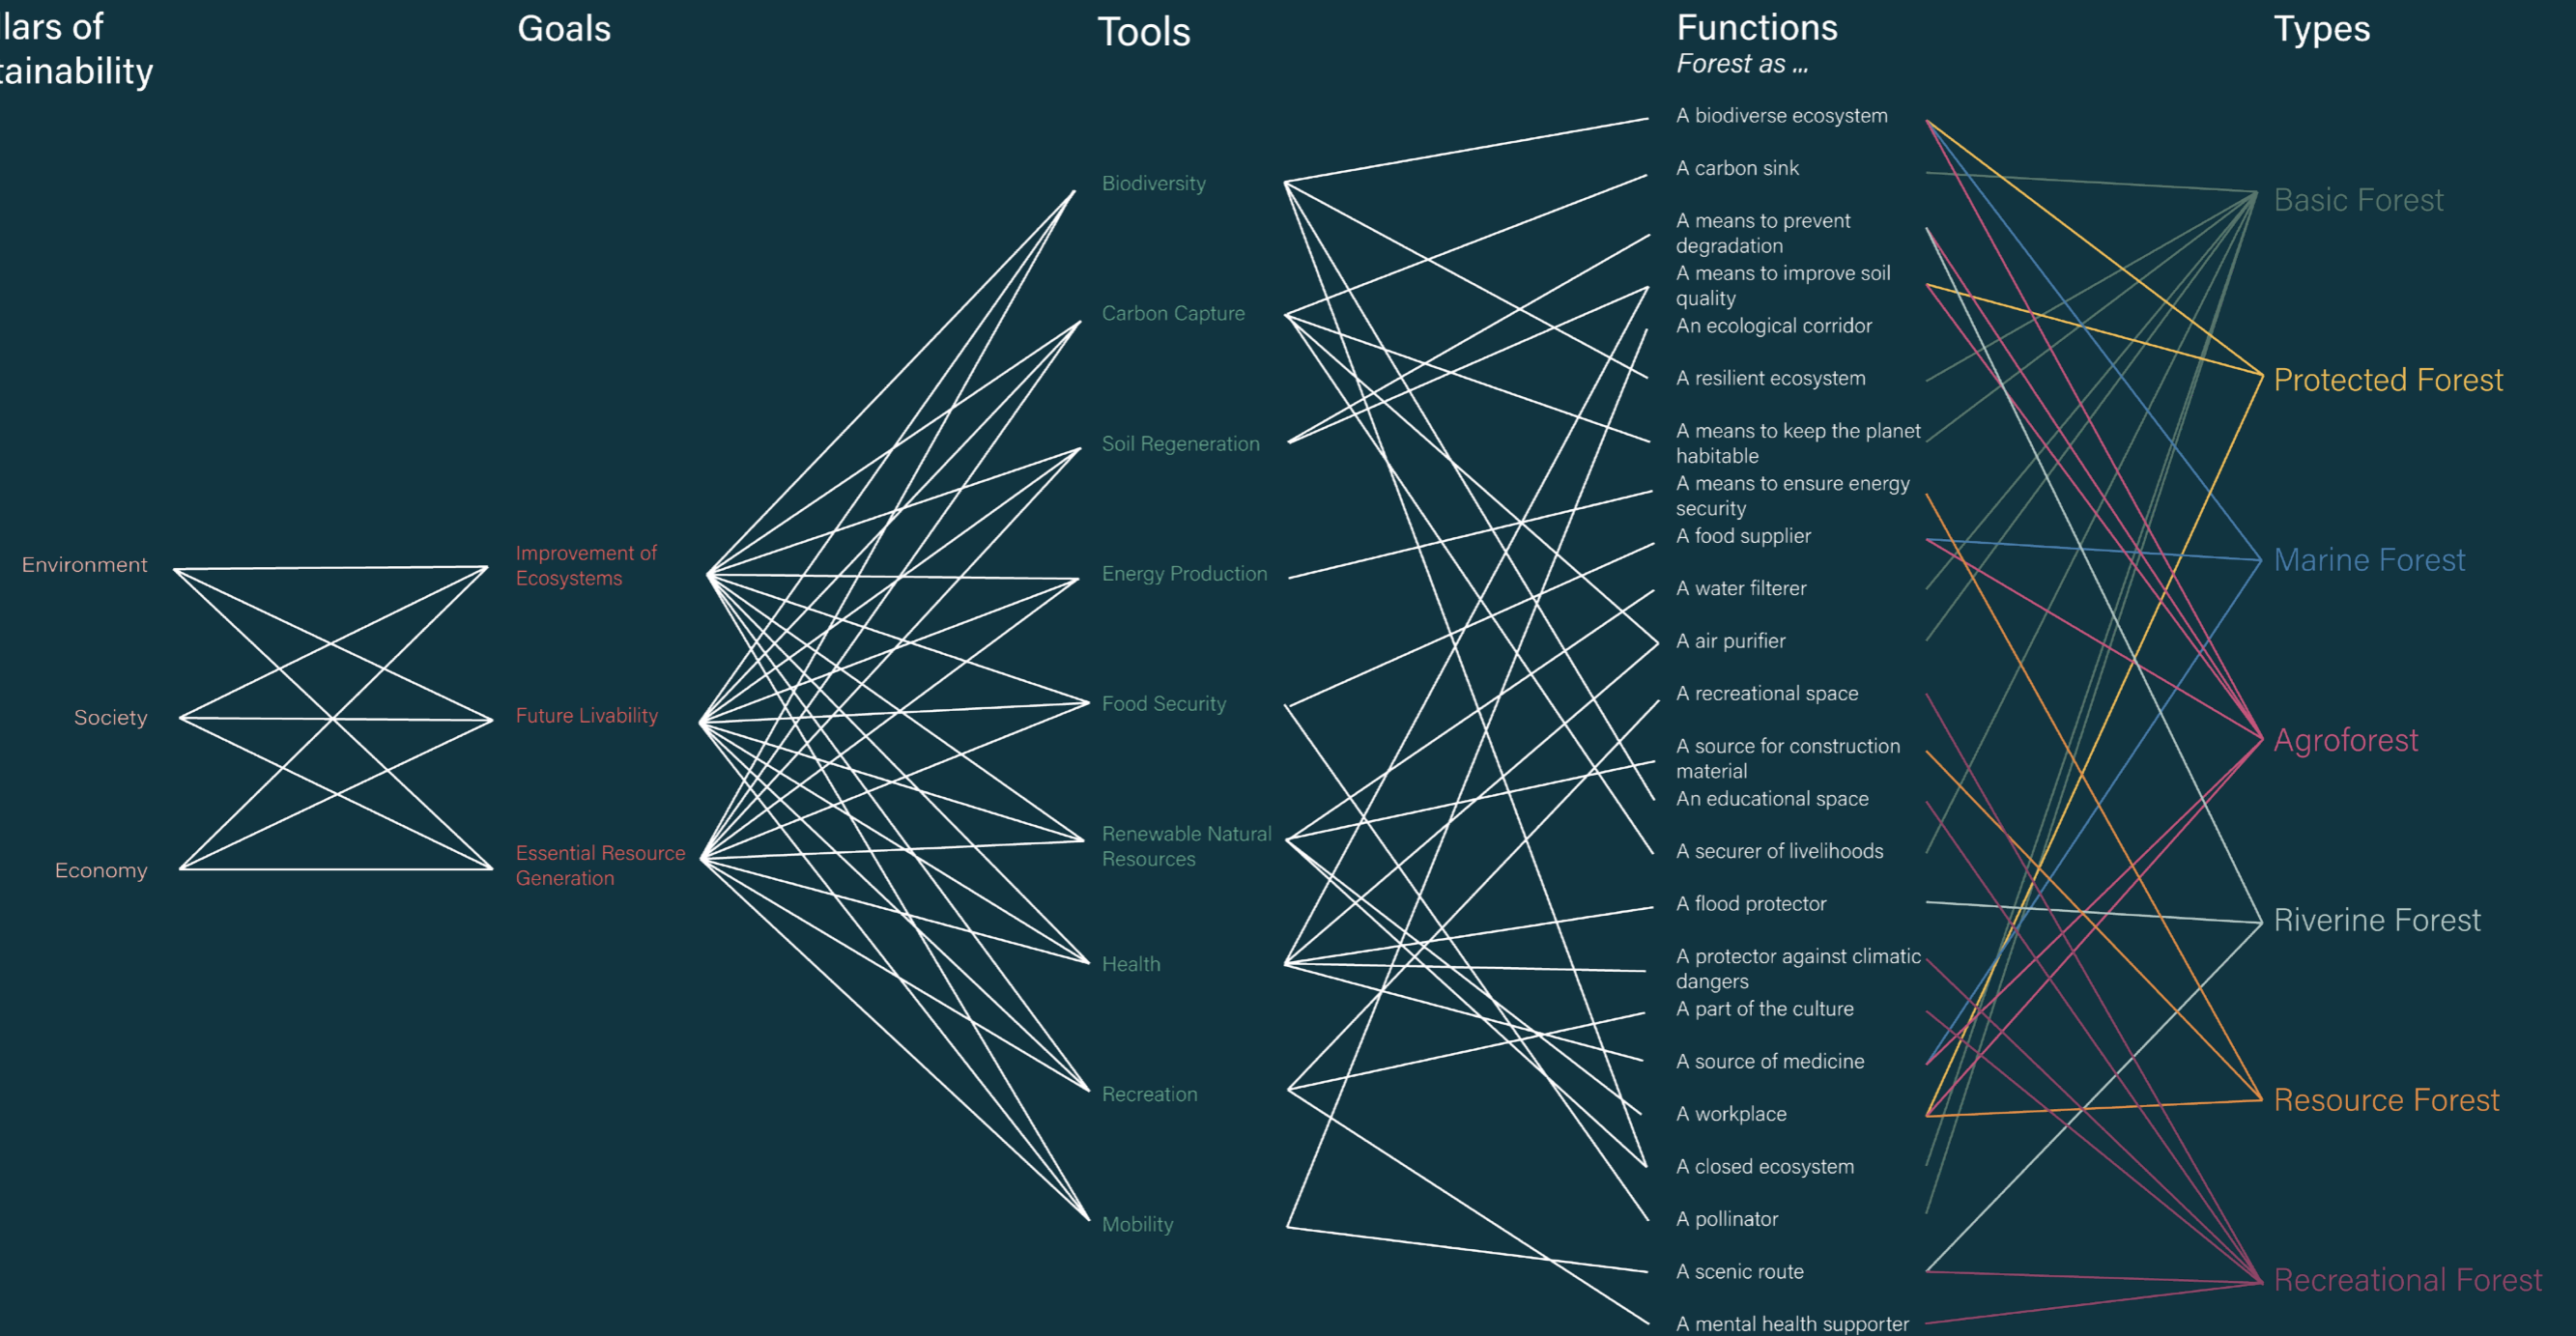 llars of
tainability
Goals
Tools
Functions
Forest as ...
Types
Environment
Society
Economy
Improvement of
Ecosystems
Future Livability
Essential Resource
Generation
Biodiversity
Carbon Capture
Soil Regeneration
Energy Production
Food Security
Renewable Natural
Resources
Health
Recreation
Mobility
A biodiverse ecosystem
A carbon sink
A means to prevent
degradation
A means to improve soil
quality
An ecological corridor
A resilient ecosystem
A means to keep the planet
habitable
A means to ensure energy
security
A food supplier
A water filterer
A air purifier
A recreational space
A source for construction
material
An educational space
A securer of livelihoods
A flood protector
A protector against climatic
dangers
A part of the culture
A source of medicine
A workplace
A closed ecosystem
A pollinator
A scenic route
A mental health supporter
Basic Forest
Protected Forest
Marine Forest
Agroforest
Riverine Forest
Resource Forest
Recreational Forest